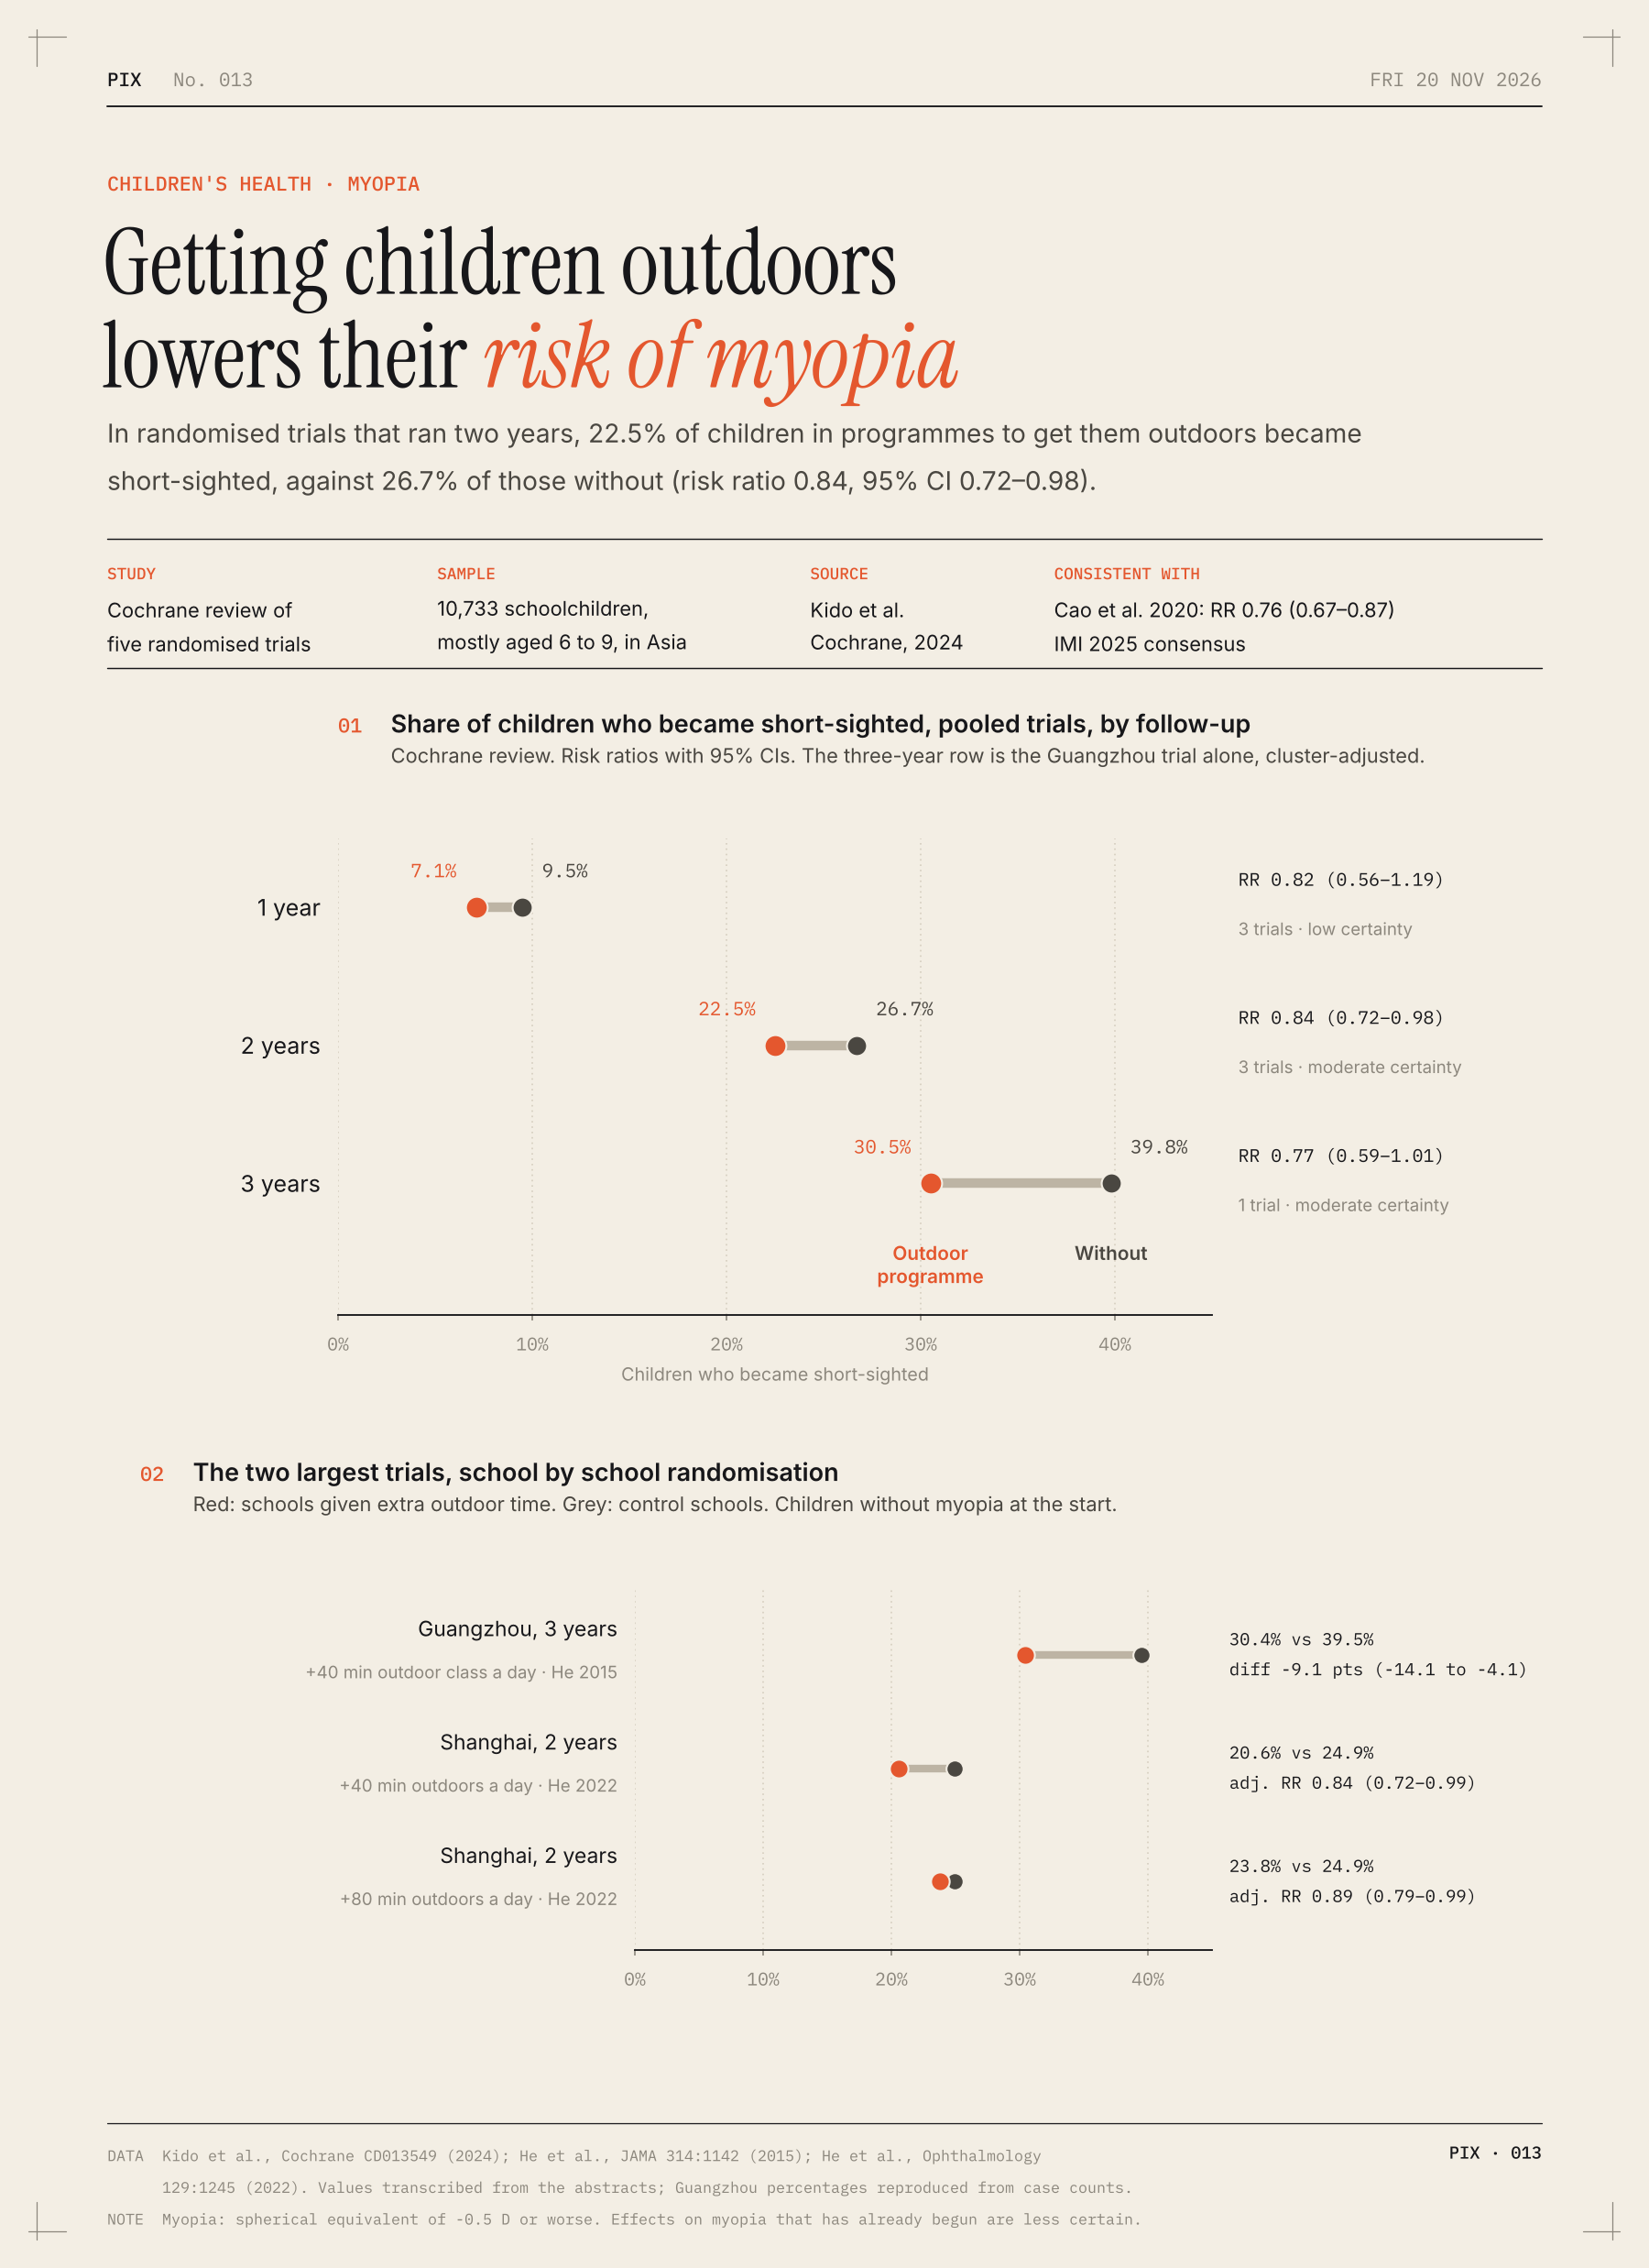 PIX No. 013
FRI 20 NOV 2026
CHILDREN'S HEALTH · MYOPIA
Getting children outdoors
lowers their risk of myopia
In randomised trials that ran two years, 22.5% of children in programmes to get them outdoors became
short-sighted, against 26.7% of those without (risk ratio 0.84, 95% CI 0.72–0.98).
STUDY
Cochrane review of
five randomised trials
SAMPLE
10,733 schoolchildren,
mostly aged 6 to 9, in Asia
SOURCE
Kido et al.
Cochrane, 2024
CONSISTENT WITH
Cao et al. 2020: RR 0.76 (0.67–0.87)
IMI 2025 consensus
01 Share of children who became short-sighted, pooled trials, by follow-up
Cochrane review. Risk ratios with 95% CIs. The three-year row is the Guangzhou trial alone, cluster-adjusted.
7.1% 9.5%
1 year
RR 0.82 (0.56–1.19)
3 trials · low certainty
22.5% 26.7%
2 years
RR 0.84 (0.72–0.98)
3 trials · moderate certainty
30.5% 39.8%
3 years
RR 0.77 (0.59–1.01)
1 trial · moderate certainty
Outdoor
programme
Without
0% 10% 20% 30% 40%
Children who became short-sighted
02 The two largest trials, school by school randomisation
Red: schools given extra outdoor time. Grey: control schools. Children without myopia at the start.
Guangzhou, 3 years
+40 min outdoor class a day · He 2015
30.4% vs 39.5%
diff -9.1 pts (-14.1 to -4.1)
Shanghai, 2 years
+40 min outdoors a day · He 2022
20.6% vs 24.9%
adj. RR 0.84 (0.72–0.99)
Shanghai, 2 years
+80 min outdoors a day · He 2022
23.8% vs 24.9%
adj. RR 0.89 (0.79–0.99)
0% 10% 20% 30% 40%
DATA Kido et al., Cochrane CD013549 (2024); He et al., JAMA 314:1142 (2015); He et al., Ophthalmology
129:1245 (2022). Values transcribed from the abstracts; Guangzhou percentages reproduced from case counts.
NOTE Myopia: spherical equivalent of -0.5 D or worse. Effects on myopia that has already begun are less certain.
PIX · 013